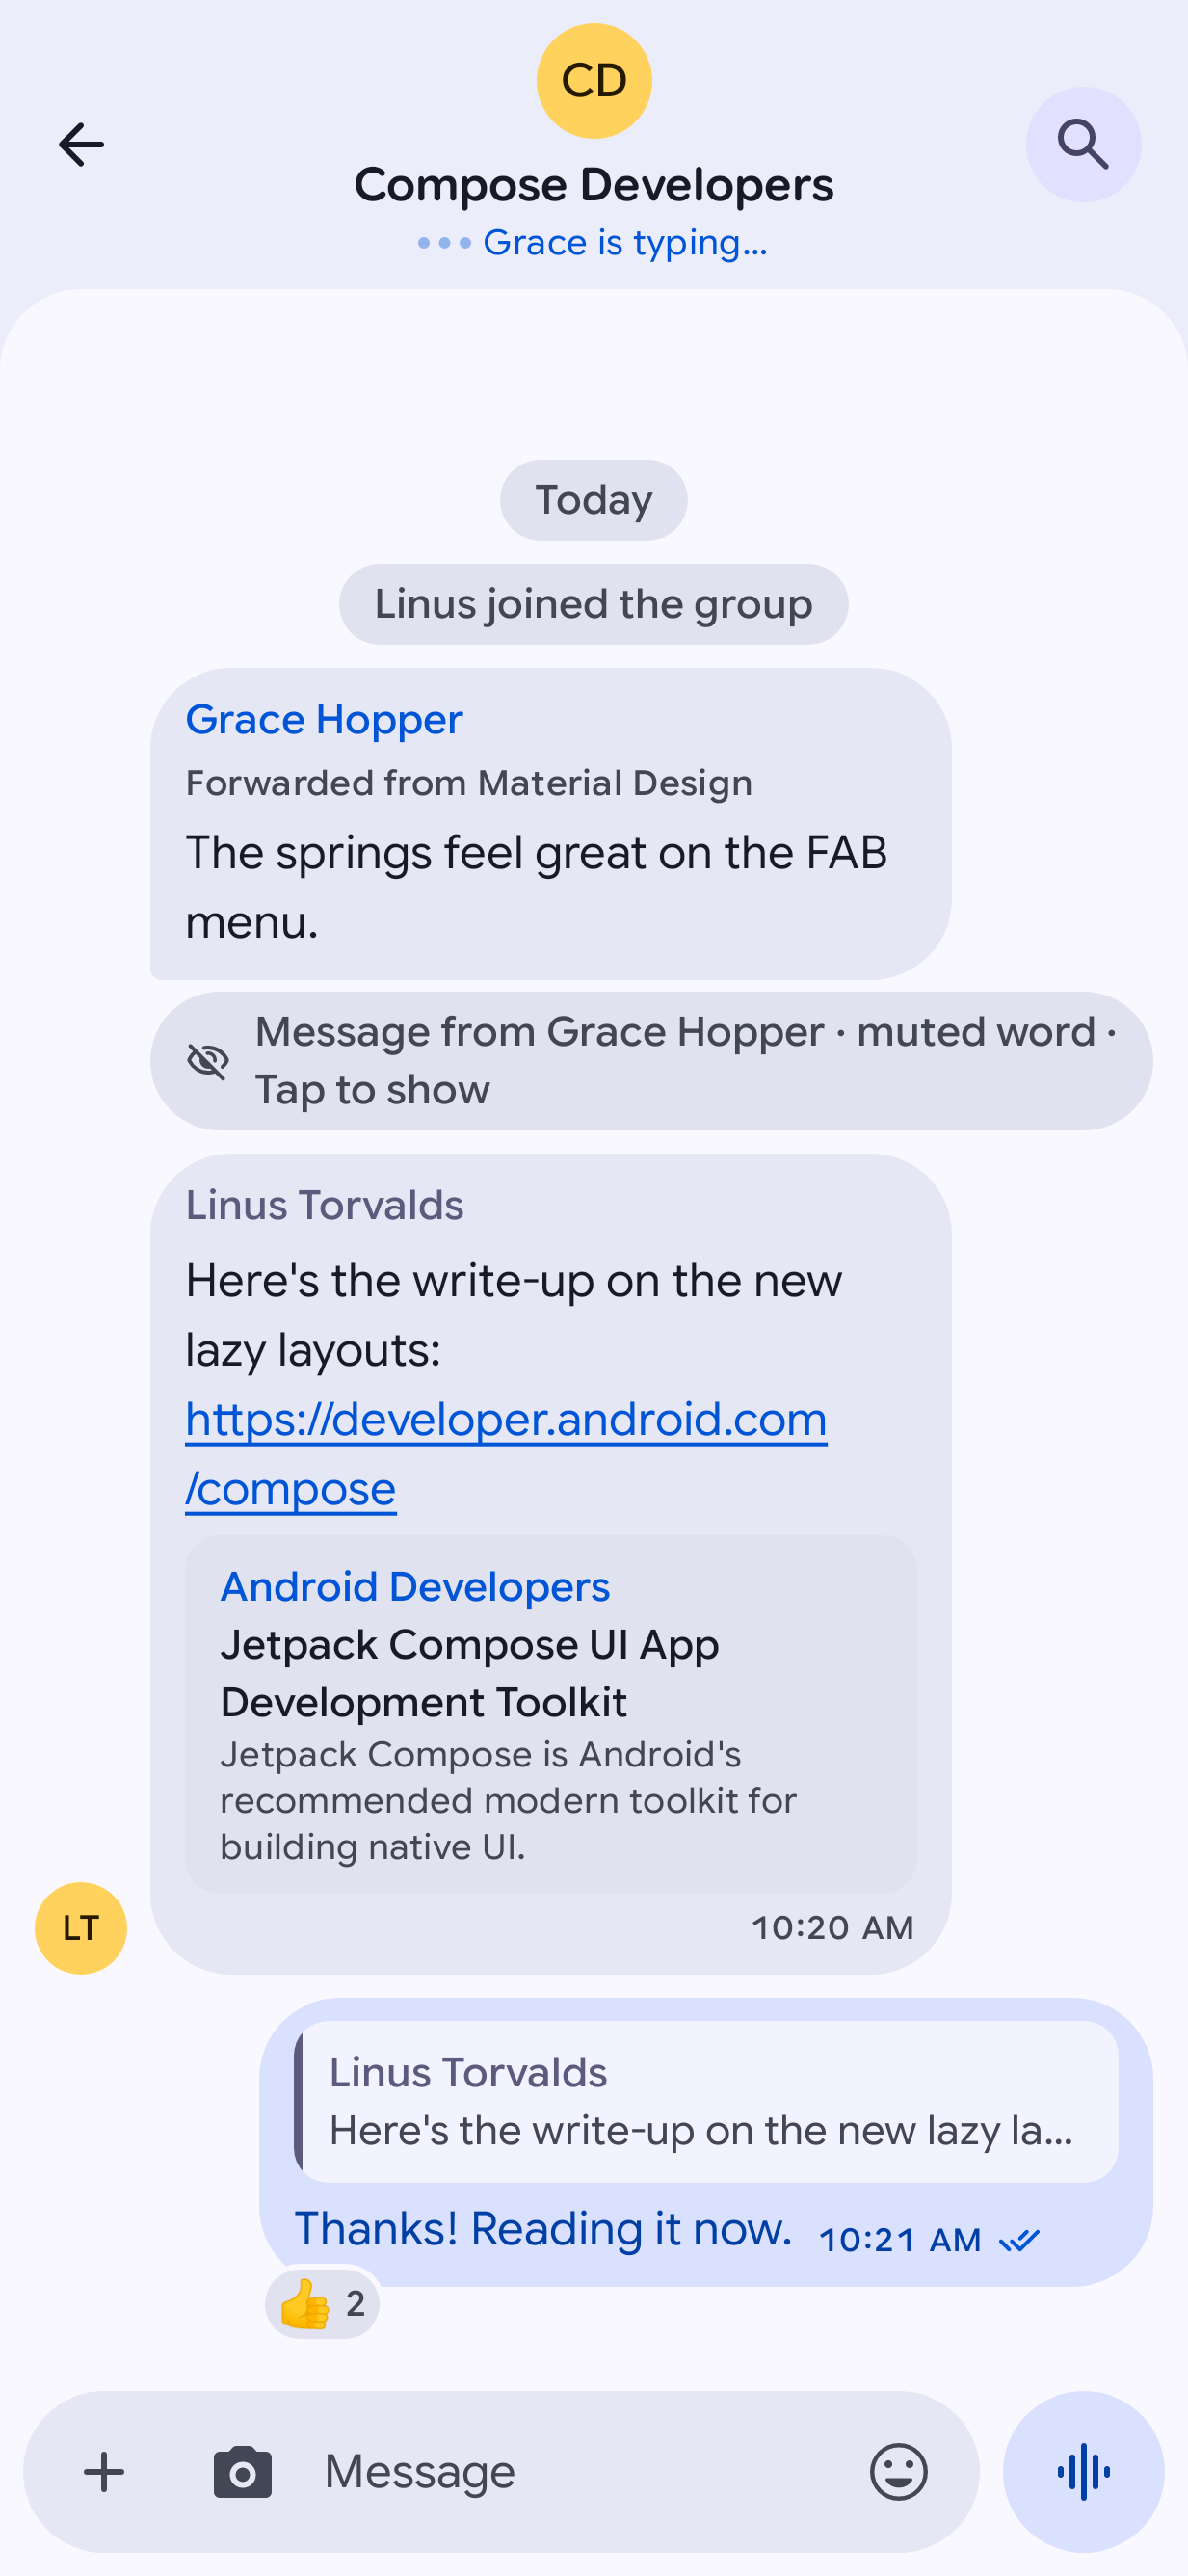 CD
Compose Developers
Grace is typing...
Today
Linus joined the group
Grace Hopper
Forwarded from Material Design
The springs feel great on the FAB
menu.
Message from Grace Hopper · muted word ·
Tap to show
Linus Torvalds
Here's the write-up on the new
lazy layouts:
https://developer.android.com
/compose
Android Developers
Jetpack Compose UI App
Development Toolkit
Jetpack Compose is Android's
recommended modern toolkit for
building native UI.
LT
10:20 AM
Linus Torvalds
Here's the write-up on the new lazy la...
Thanks! Reading it now. 10:21 AM
👍 2
Message